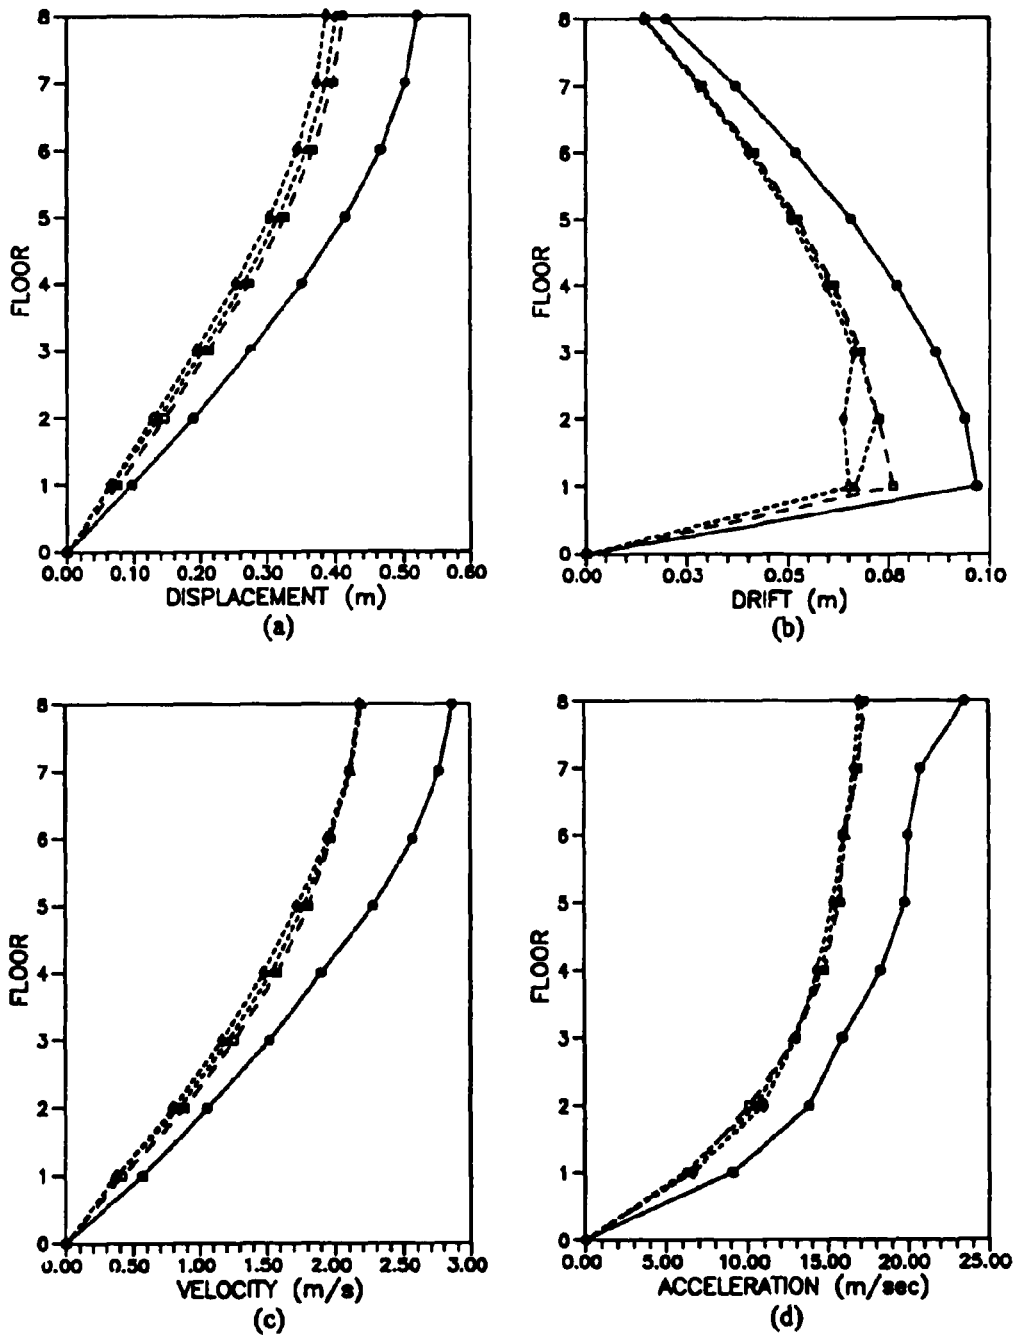 8
7
6
5
4
3
2
1
0
FLOOR
0.00 0.10 0.20 0.30 0.40 0.50 0.60
DISPLACEMENT (m)
(a)
8
7
6
5
4
3
2
1
0
FLOOR
0.00 0.03 0.05 0.08 0.10
DRIFT (m)
(b)
8
7
6
5
4
3
2
1
0
FLOOR
0.00 0.50 1.00 1.50 2.00 2.50 3.00
VELOCITY (m/s)
(c)
8
7
6
5
4
3
2
1
0
FLOOR
0.00 5.00 10.00 15.00 20.00 25.00
ACCELERATION (m/sec)
(d)